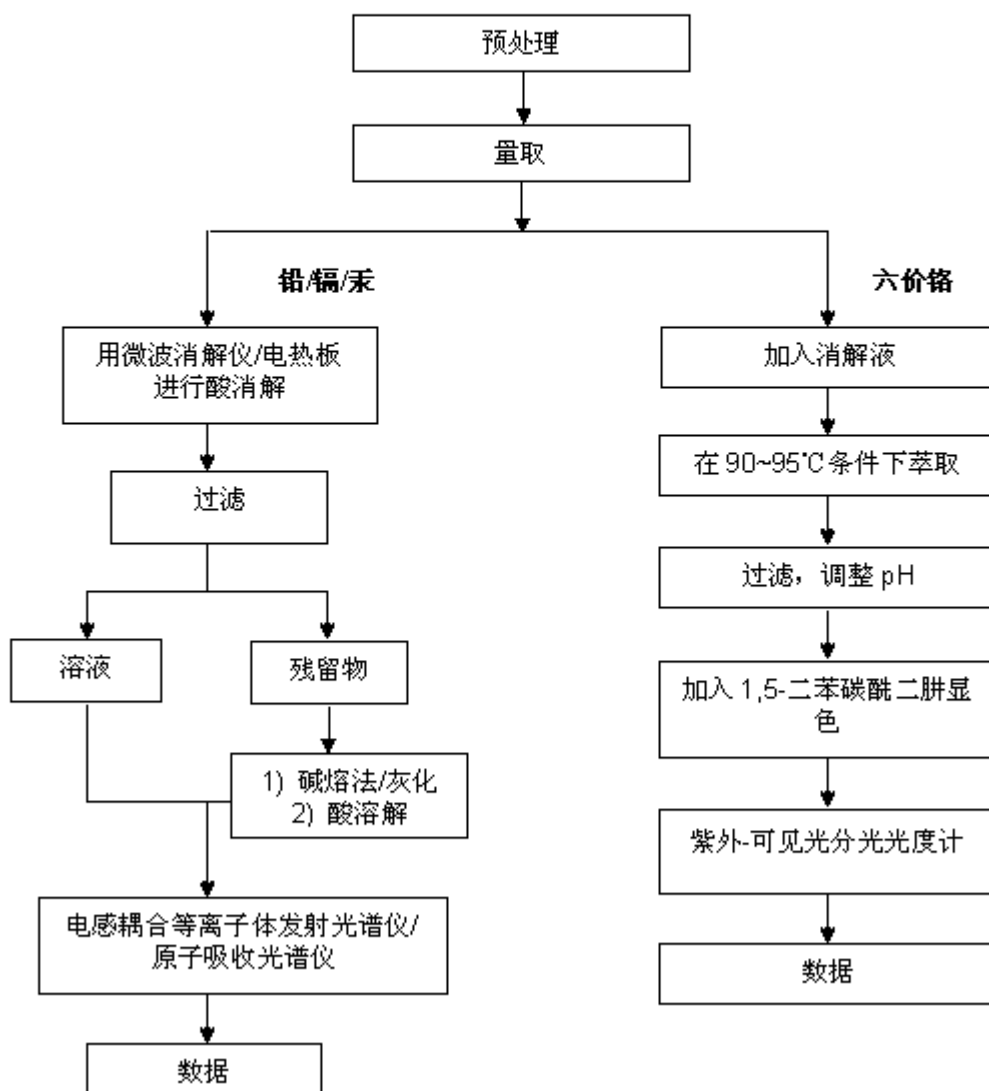 预处理
量取
铅/镉/汞
六价铬
用微波消解仪/电热板
进行酸消解
过滤
溶液
残留物
1) 碱熔法/灰化
2) 酸溶解
电感耦合等离子体发射光谱仪/
原子吸收光谱仪
数据
加入消解液
在 90~95℃条件下萃取
过滤，调整 pH
加入 1,5-二苯碳酰二肼显
色
紫外-可见光分光光度计
数据